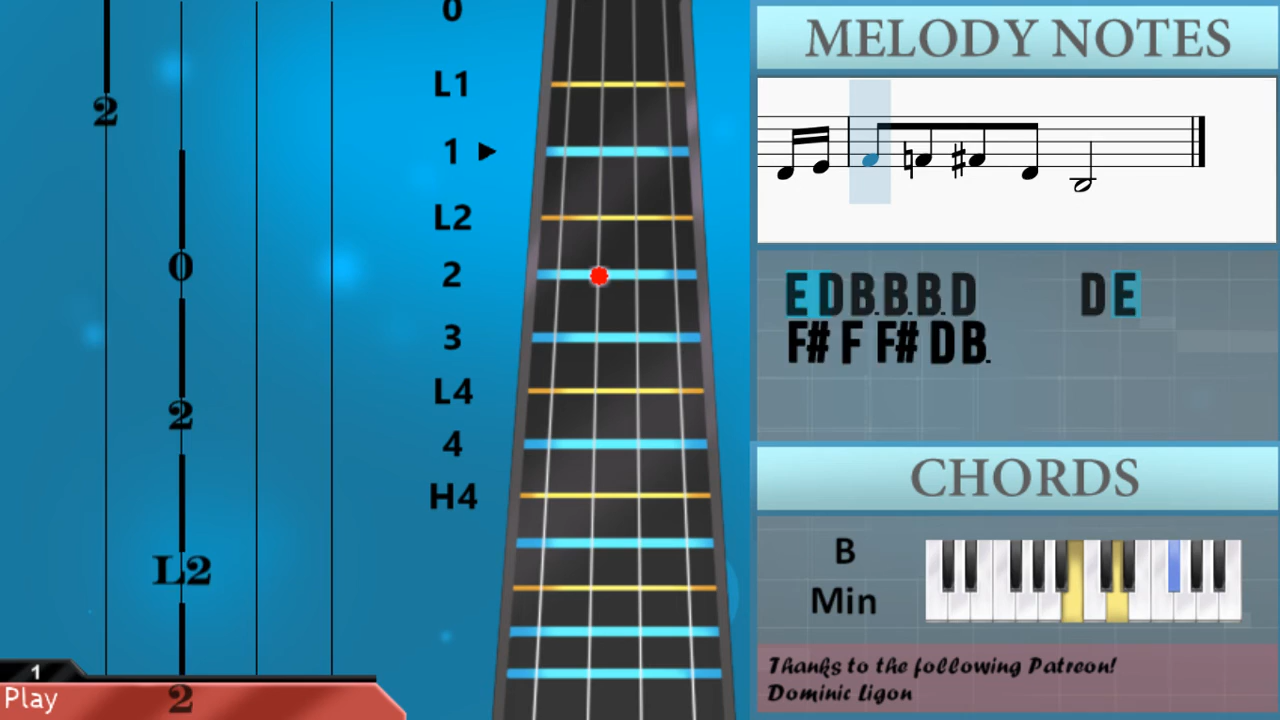 0
2
L1
1
L2
0
2
3
2
L4
4
H4
L2
1
Play
2
MELODY NOTES
E D B. B. B. D D E
F# F F# D B.
CHORDS
B
Min
Thanks to the following Patreon!
Dominic Ligon